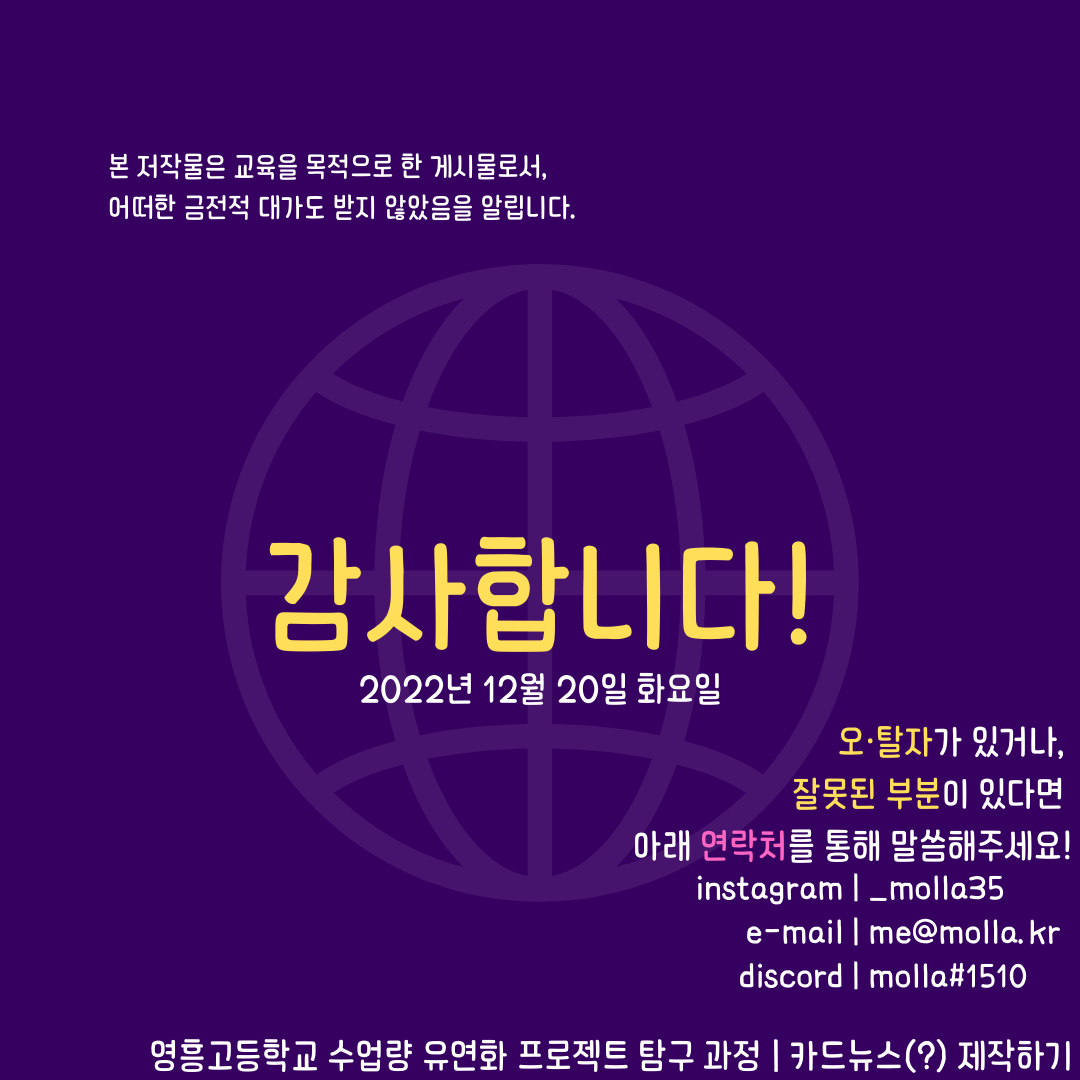 본 저작물은 교육을 목적으로 한 게시물로서,
어떠한 금전적 대가도 받지 않았음을 알립니다.
감사합니다!
2022년 12월 20일 화요일
오·탈자가 있거나,
잘못된 부분이 있다면
아래 연락처를 통해 말씀해주세요!
instagram | _molla35
e-mail | me@molla.kr
discord | molla#1510
영흥고등학교 수업량 유연화 프로젝트 탐구 과정 | 카드뉴스(?) 제작하기